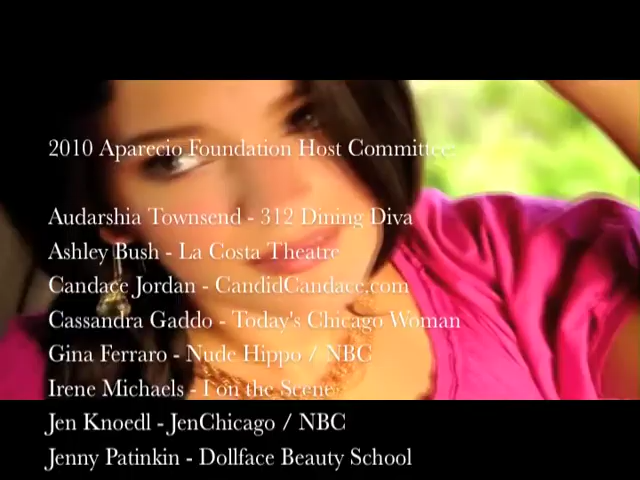 2010 Aparecio Foundation Host Committee
Audarshia Townsend - 312 Dining Diva
Ashley Bush - La Costa Theatre
Candace Jordan - CandidCandace.com
Cassandra Gaddo - Today's Chicago Woman
Gina Ferraro - Nude Hippo / NBC
Irene Michaels - I on the Scene
Jen Knoedl - JenChicago / NBC
Jenny Patinkin - Dollface Beauty School